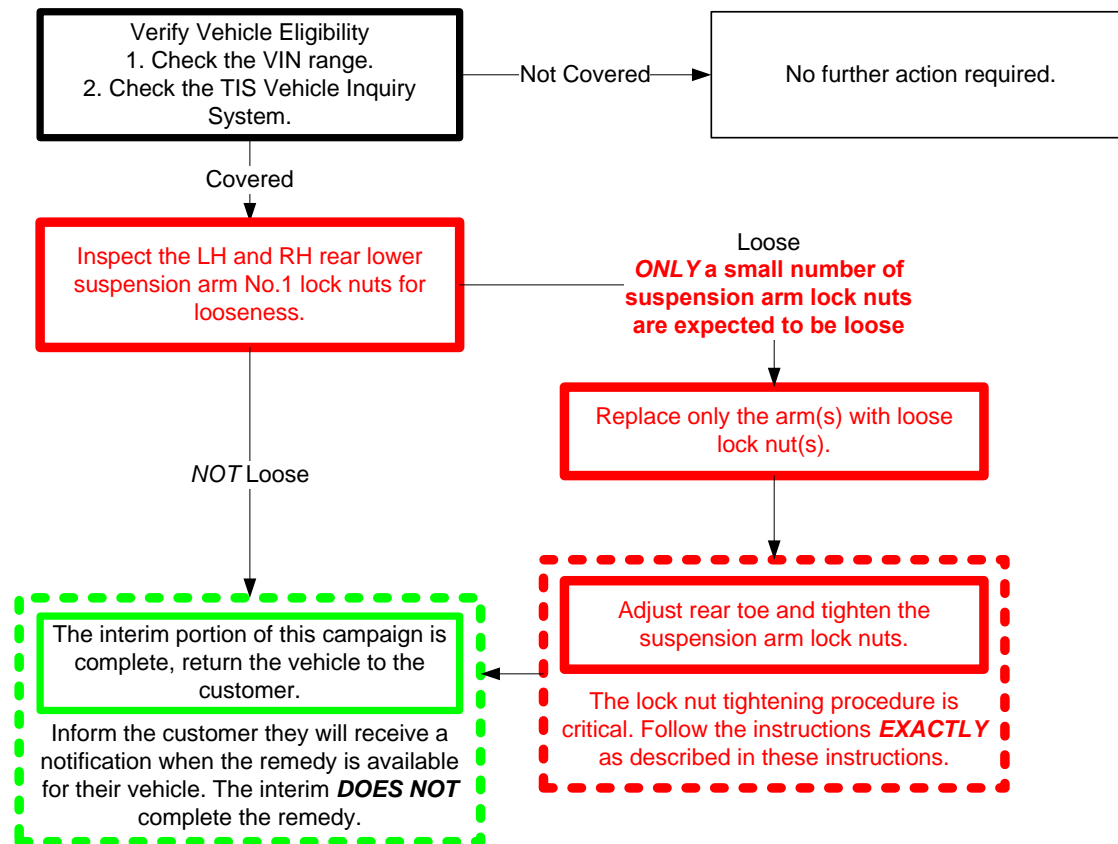 Verify Vehicle Eligibility
1. Check the VIN range.
2. Check the TIS Vehicle Inquiry
System.
Not Covered
No further action required.
Covered
Inspect the LH and RH rear lower
suspension arm No.1 lock nuts for
looseness.
Loose
ONLY a small number of
suspension arm lock nuts
are expected to be loose
Replace only the arm(s) with loose
lock nut(s).
NOT Loose
Adjust rear toe and tighten the
suspension arm lock nuts.
The lock nut tightening procedure is
critical. Follow the instructions EXACTLY
as described in these instructions.
The interim portion of this campaign is
complete, return the vehicle to the
customer.
Inform the customer they will receive a
notification when the remedy is available
for their vehicle. The interim DOES NOT
complete the remedy.